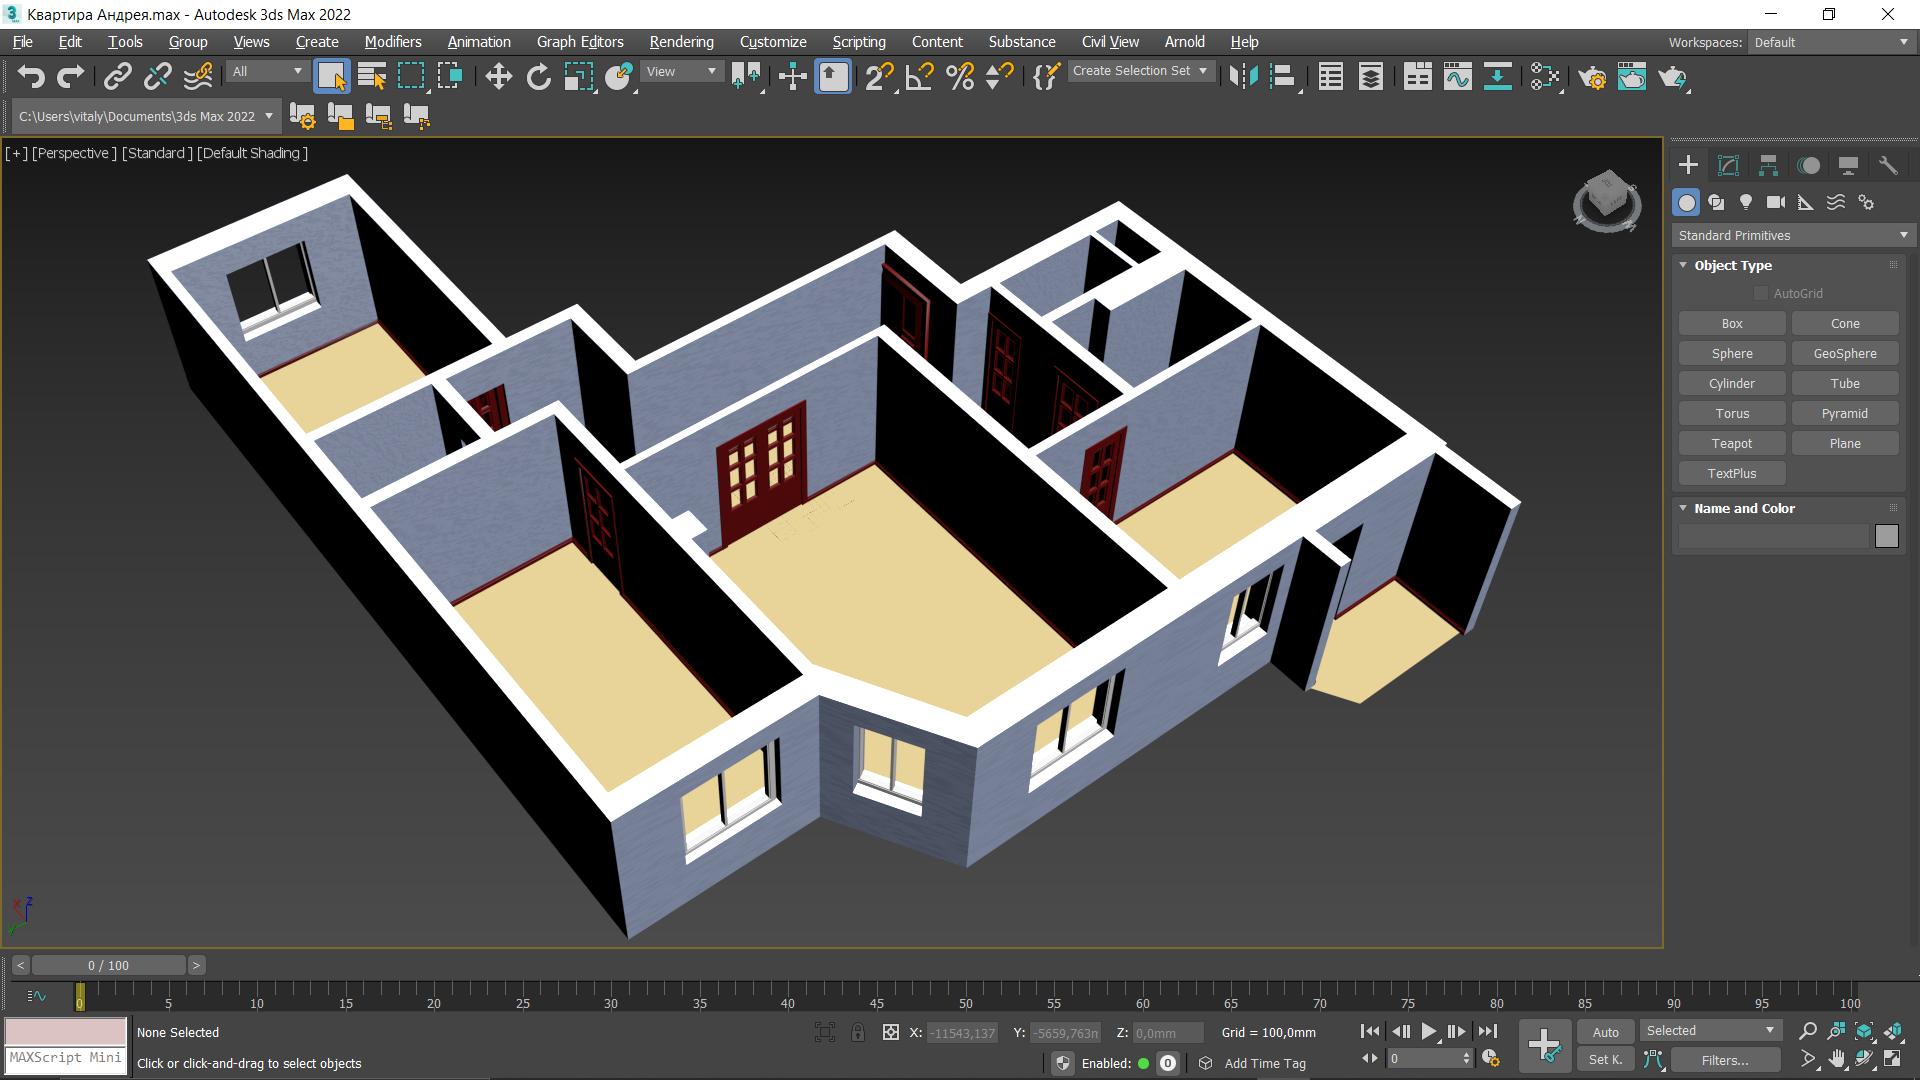 Квартира Андрея.max - Autodesk 3ds Max 2022
File Edit Tools Group Views Create Modifiers Animation Graph Editors Rendering Customize Scripting Content Substance Civil View Arnold Help Workspaces: Default
All View Create Selection Set
C:\Users\vitaly\Documents\3ds Max 2022
[+] [Perspective] [Standard] [Default Shading]
Standard Primitives
Object Type
AutoGrid
Box Cone
Sphere GeoSphere
Cylinder Tube
Torus Pyramid
Teapot Plane
TextPlus
Name and Color
x z
y
< 0 / 100 >
0 5 10 15 20 25 30 35 40 45 50 55 60 65 70 75 80 85 90 95 100
None Selected X: -11543,137 Y: -5659,763n Z: 0,0mm Grid = 100,0mm Auto Selected
MAXScript Mini Click or click-and-drag to select objects Enabled: 0 Add Time Tag 0 Set K. Filters...